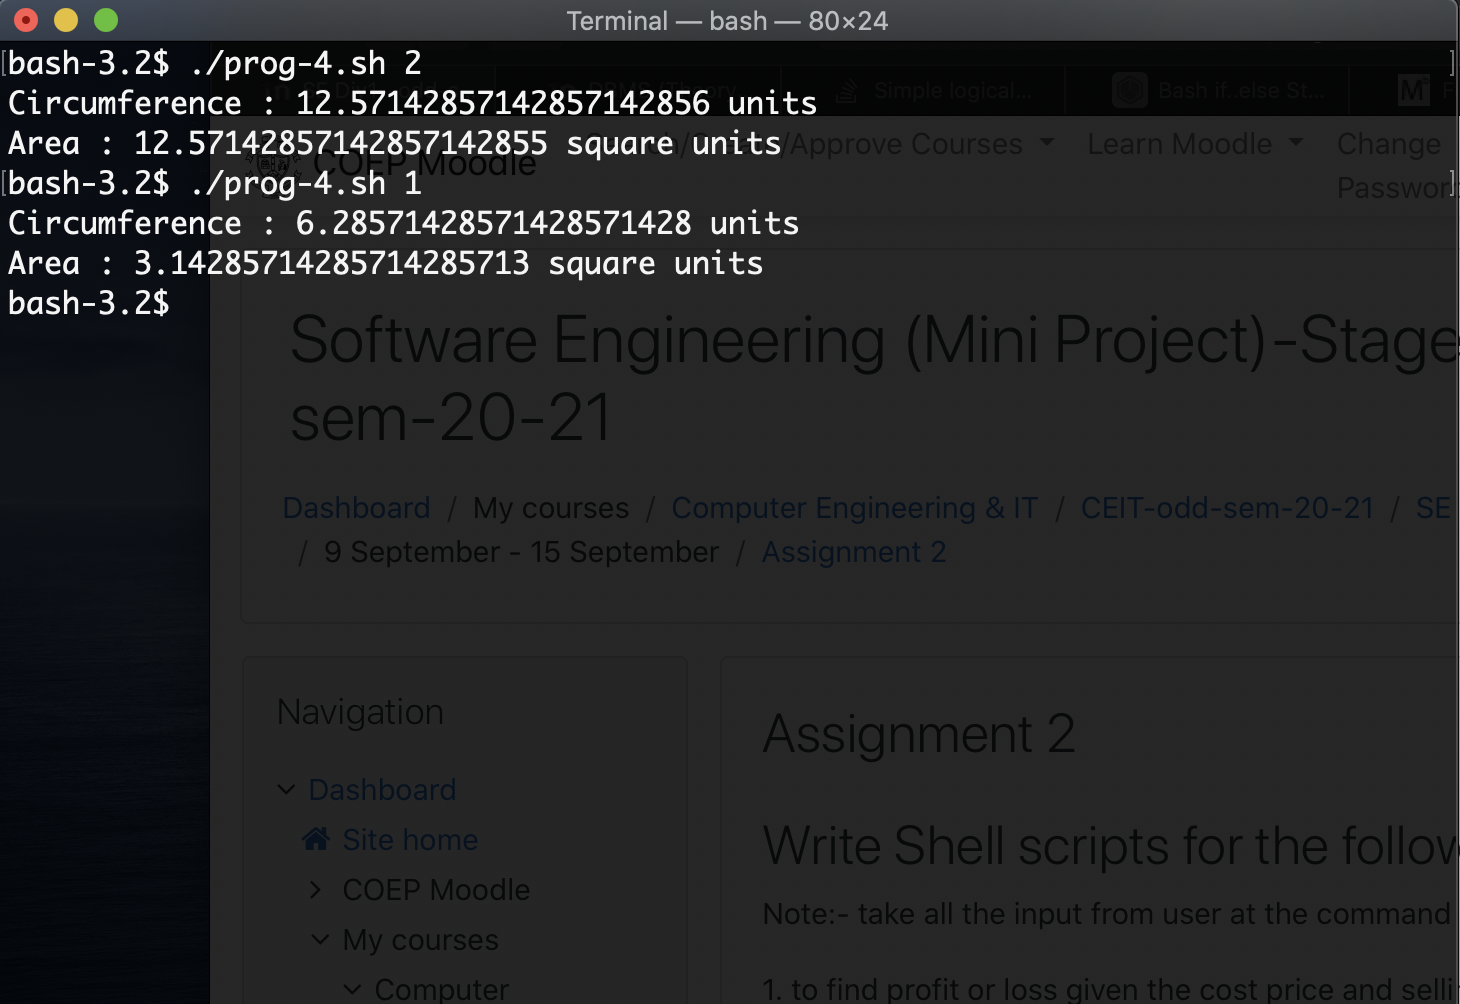 Terminal — bash — 80×24
bash-3.2$ ./prog-4.sh 2
Circumference : 12.57142857142857142856 units
Area : 12.57142857142857142855 square units
bash-3.2$ ./prog-4.sh 1
Circumference : 6.28571428571428571428 units
Area : 3.14285714285714285713 square units
bash-3.2$
Simple logical...
Bash if..else St...
COEP Moodle
/Approve Courses
Learn Moodle
Change
Password
Software Engineering (Mini Project)-Stage
sem-20-21
Dashboard / My courses / Computer Engineering & IT / CEIT-odd-sem-20-21 / SE
/ 9 September - 15 September / Assignment 2
Navigation
Dashboard
Site home
COEP Moodle
My courses
Computer
Assignment 2
Write Shell scripts for the follow
Note:- take all the input from user at the command
1. to find profit or loss given the cost price and selli